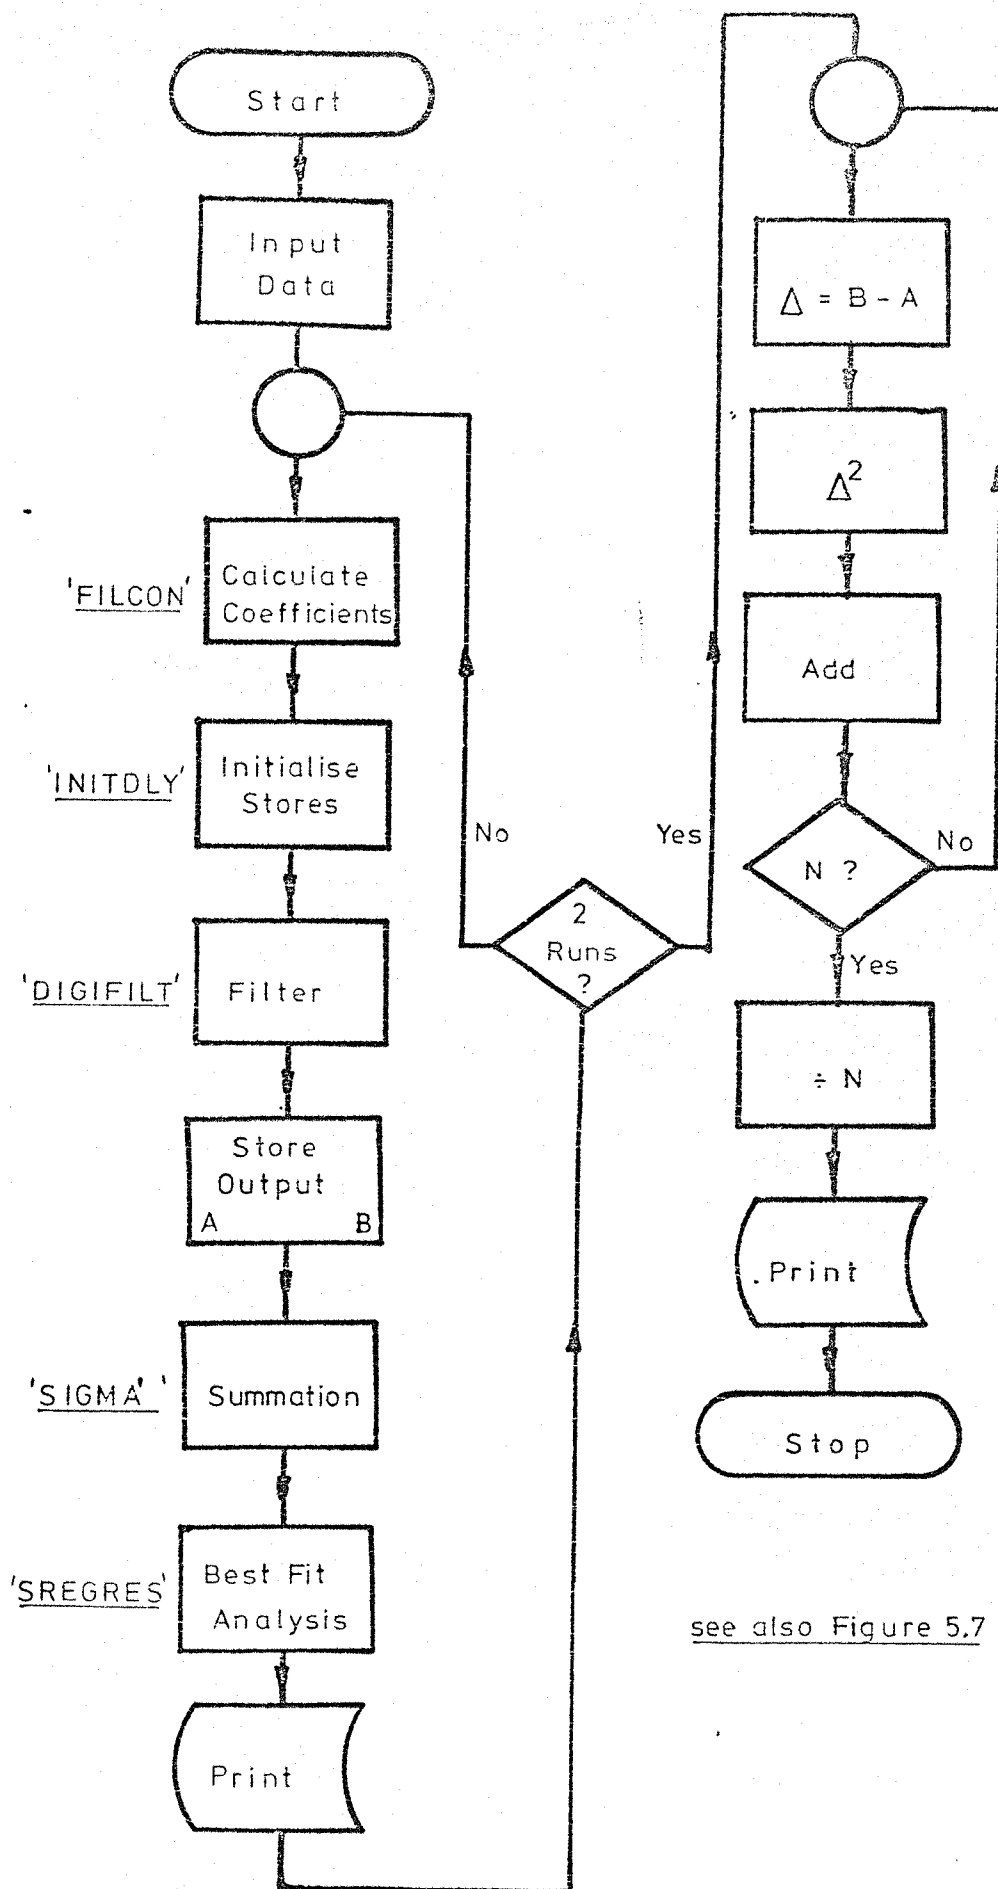 Start
Input
Data
'FILCON'
Calculate
Coefficients
'INITDLY'
Initialise
Stores
'DIGIFILT'
Filter
Store
Output
A B
'SIGMA' '
Summation
'SREGRES'
Best Fit
Analysis
Print
No
2
Runs
?
Yes
Δ = B - A
Δ²
Add
N ?
No
Yes
÷ N
Print
Stop
see also Figure 5.7